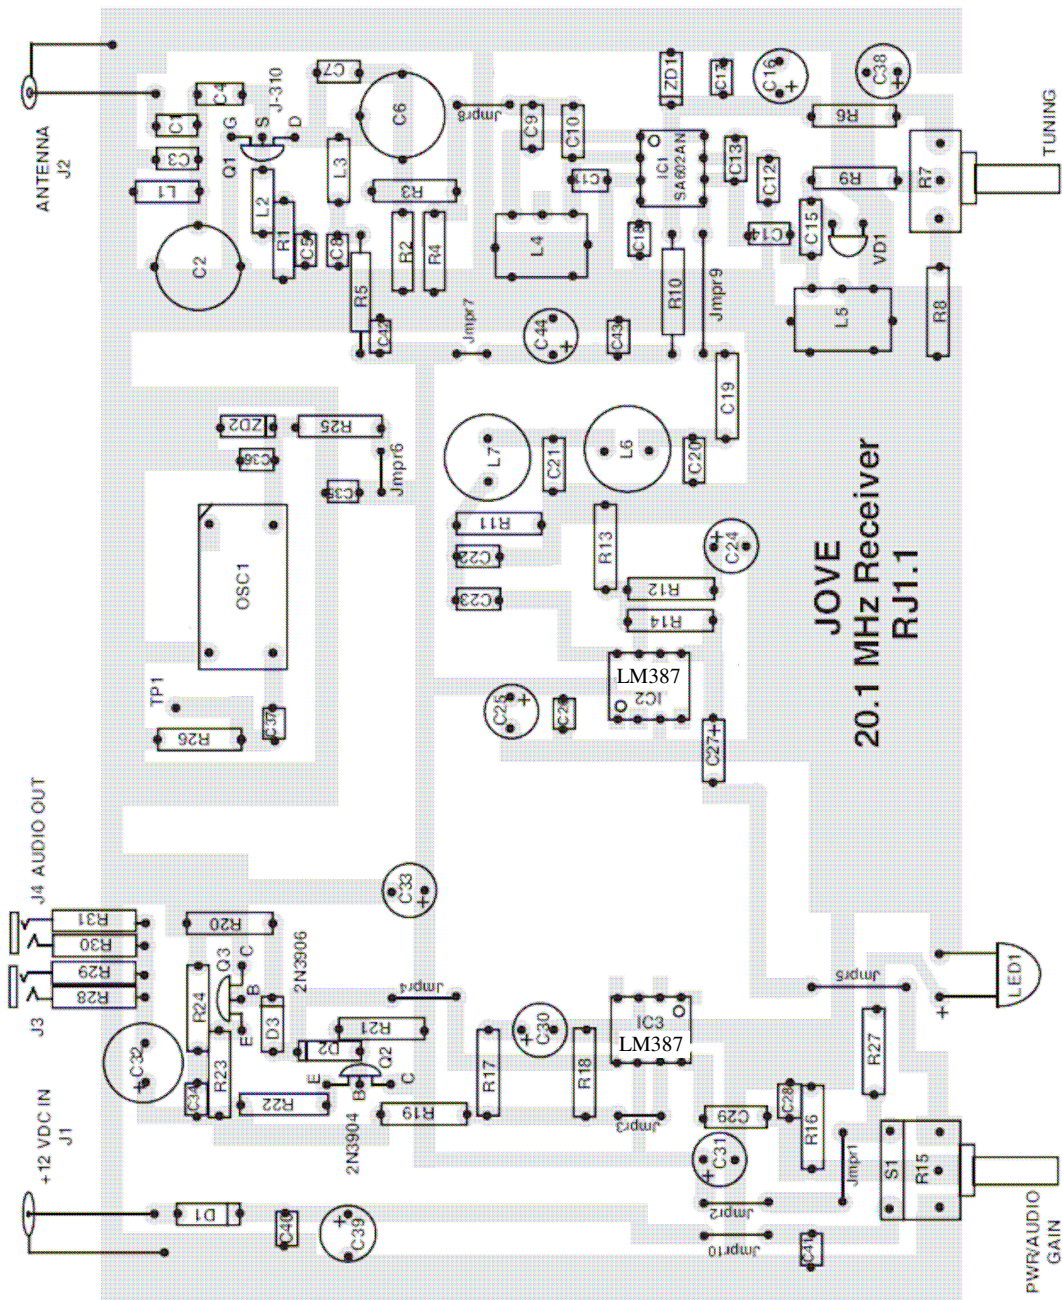 ANTENNA
J2
C1
C3
L1
C4
J-310
G
S
D
Q1
L2
R1
C2
C5
C8
L3
C7
C6
R3
R2
R4
R5
C42
Jmpr7
Jmpr8
C9
C10
C11
L4
C44
+
C43
IC1
SA602AN
C18
R10
Jmpr9
ZD1
C17
C16
+
C38
+
C13
C12
C14
C15
R6
R9
VD1
L5
R7
R8
TUNING
ZD2
C36
R25
Jmpr6
C35
OSC1
TP1
R26
C37
L7
C21
L6
C20
C19
R11
C22
C23
R13
R12
R14
C24
+
C25
+
LM387
IC2
C27
+
JOVE
20.1 MHz Receiver
RJ1.1
J4 AUDIO OUT
J3
R31
R30
R29
R28
C33
+
R20
R24
Q3
C
B
E
2N3906
D3
R23
C34
C32
+
D2
R21
Q2
E
B
C
2N3904
R22
R19
Jmpr4
R17
C30
+
R18
IC3
LM387
Jmpr3
Jmpr5
LED1
+
R27
C28
R16
C29
C31
+
Jmpr1
Jmpr2
Jmpr10
C41
S1
R15
PWR/AUDIO
GAIN
+12 VDC IN
J1
D1
C40
C39
+